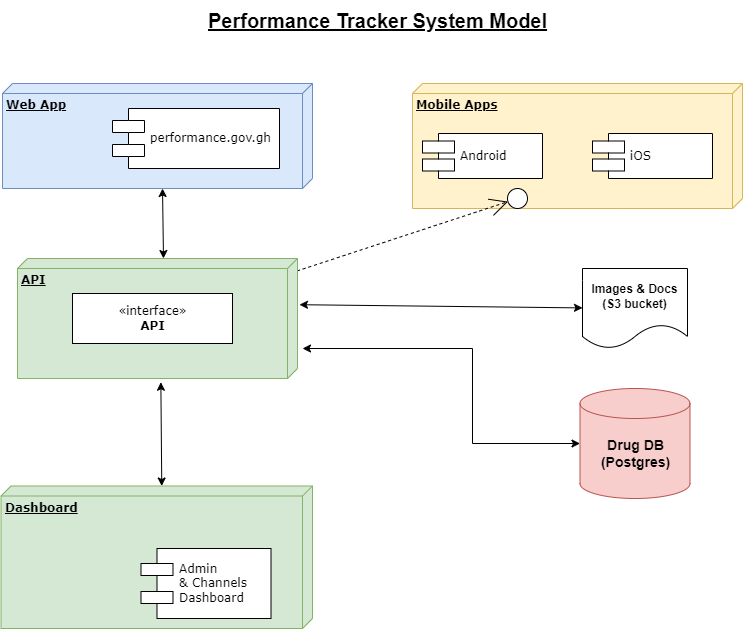 Performance Tracker System Model
Web App
performance.gov.gh
Mobile Apps
Android
iOS
API
«interface»
API
Images & Docs
(S3 bucket)
Drug DB
(Postgres)
Dashboard
Admin
& Channels
Dashboard